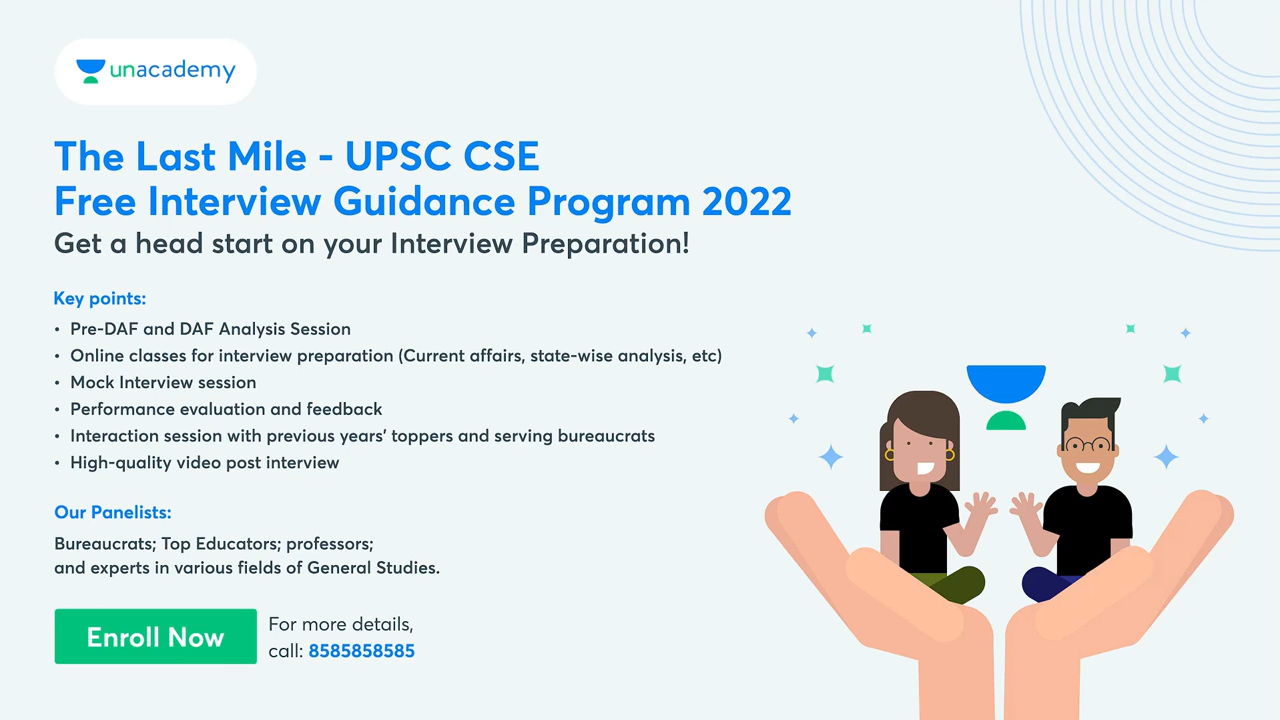 unacademy
The Last Mile - UPSC CSE
Free Interview Guidance Program 2022
Get a head start on your Interview Preparation!
Key points:
• Pre-DAF and DAF Analysis Session
• Online classes for interview preparation (Current affairs, state-wise analysis, etc)
• Mock Interview session
• Performance evaluation and feedback
• Interaction session with previous years' toppers and serving bureaucrats
• High-quality video post interview
Our Panelists:
Bureaucrats; Top Educators; professors;
and experts in various fields of General Studies.
Enroll Now
For more details,
call: 8585858585